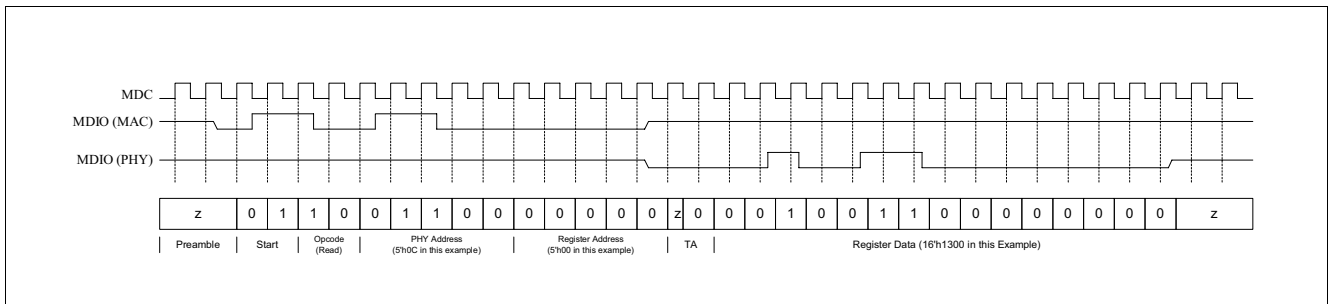 MDC
MDIO (MAC)
MDIO (PHY)
z 0 1 1 0 0 1 1 0 0 0 0 0 0 0 z 0 0 0 1 0 0 1 1 0 0 0 0 0 0 0 0 z
Preamble Start Opcode (Read) PHY Address (5'h0C in this example) Register Address (5'h00 in this example) TA Register Data (16'h1300 in this Example)